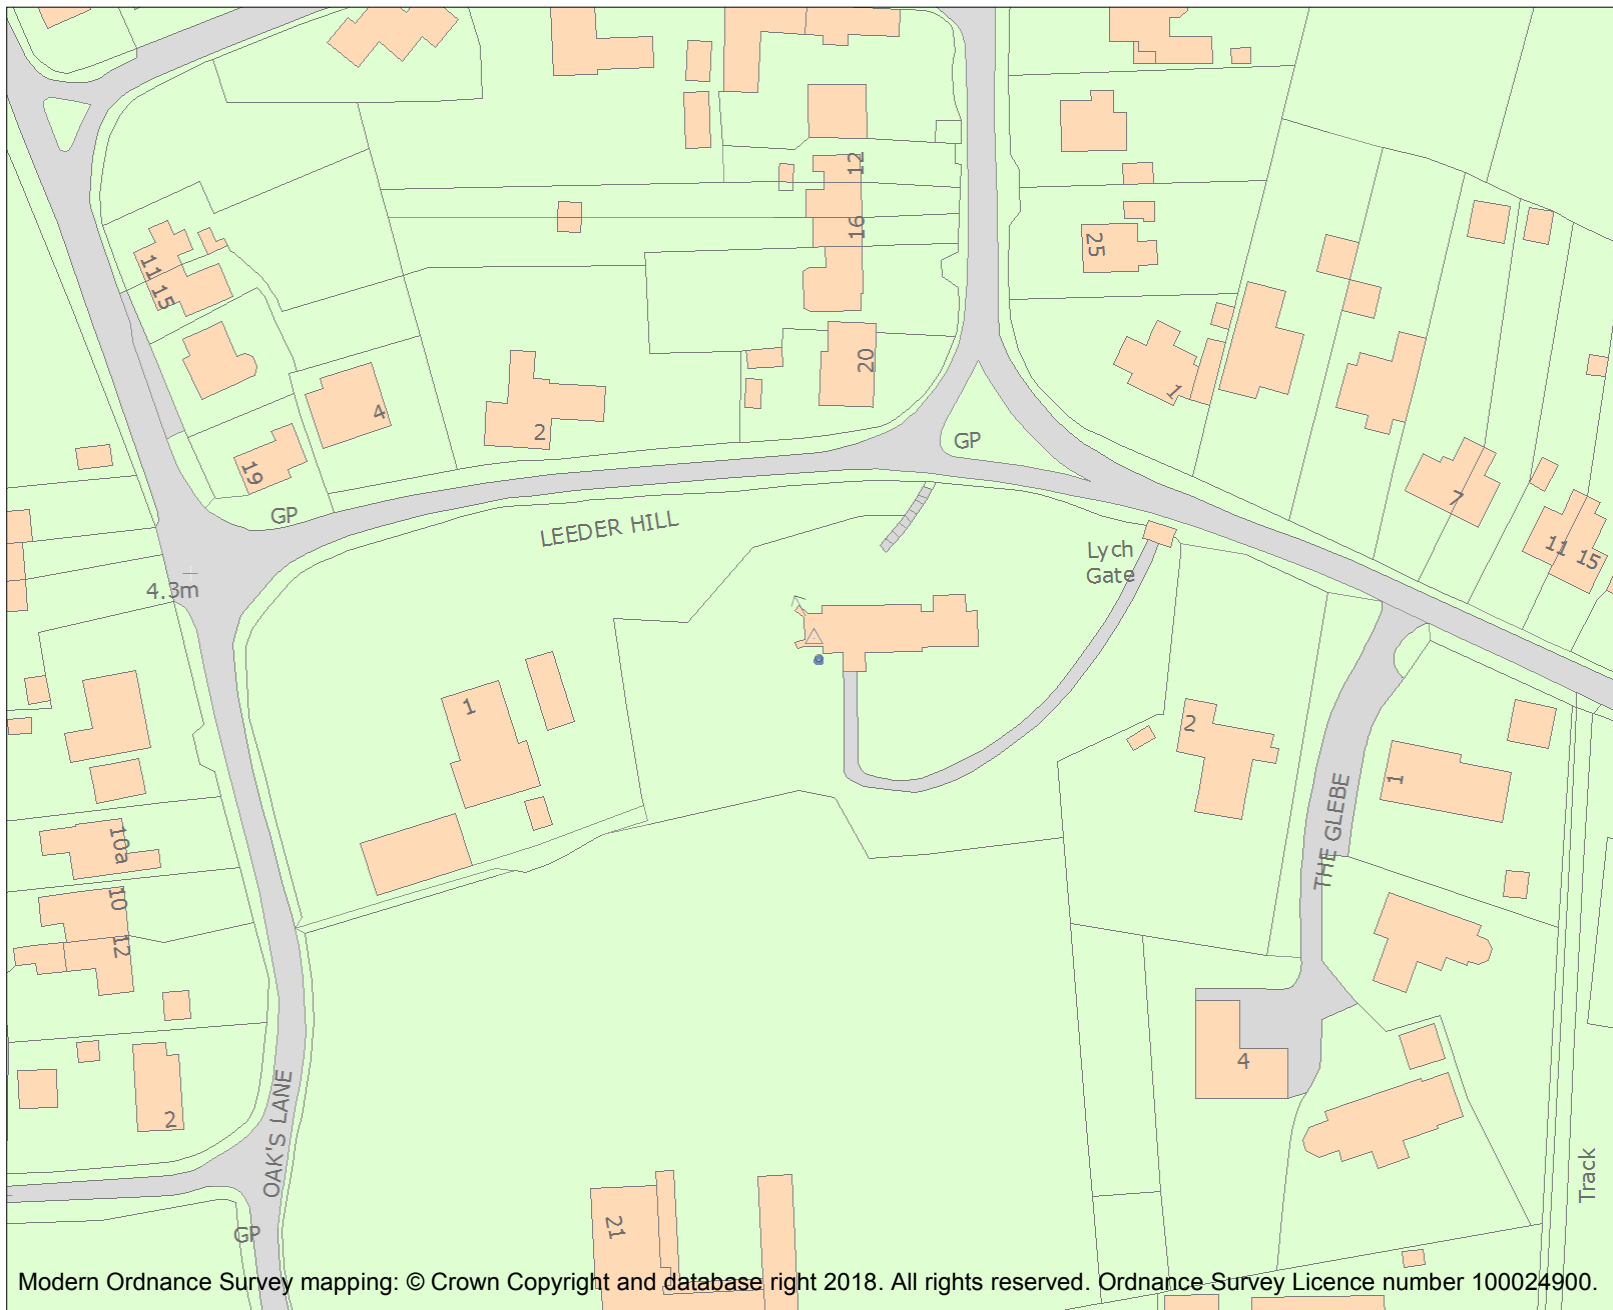 12
16
25
11
15
20
1
4
2
GP
19
7
GP
LEEDER HILL
Lych
Gate
11
15
4.3m
1
2
1
THE GLEBE
10a
10
12
4
2
OAK'S LANE
Track
21
GP
Modern Ordnance Survey mapping: © Crown Copyright and database right 2018. All rights reserved. Ordnance Survey Licence number 100024900.